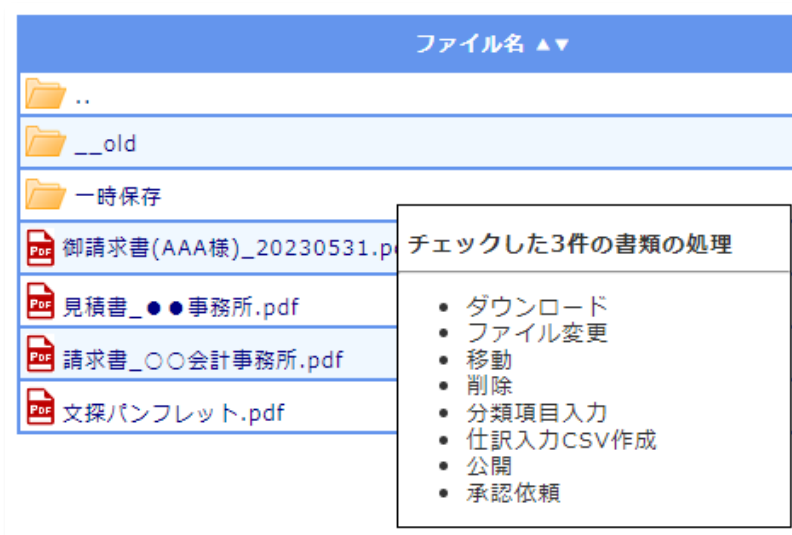 ファイル名 ▲▼
..
__old
一時保存
PDF 御請求書(AAA様)_20230531.p
PDF 見積書_●●事務所.pdf
PDF 請求書_○○会計事務所.pdf
PDF 文探パンフレット.pdf
チェックした3件の書類の処理
• ダウンロード
• ファイル変更
• 移動
• 削除
• 分類項目入力
• 仕訳入力CSV作成
• 公開
• 承認依頼